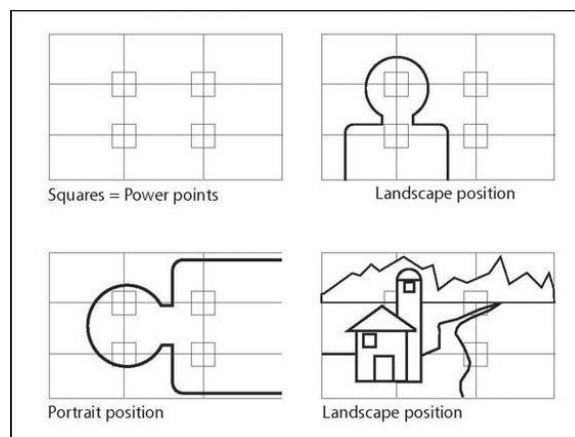 Squares = Power points
Landscape position
Portrait position
Landscape position